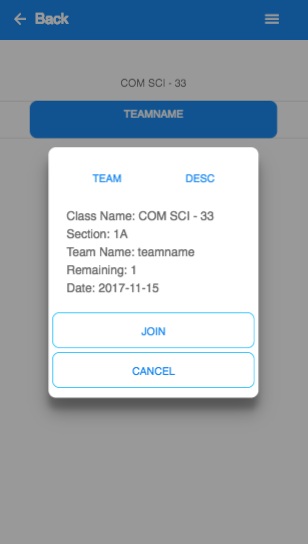 Back
COM SCI - 33
TEAMNAME
TEAM DESC
Class Name: COM SCI - 33
Section: 1A
Team Name: teamname
Remaining: 1
Date: 2017-11-15
JOIN
CANCEL